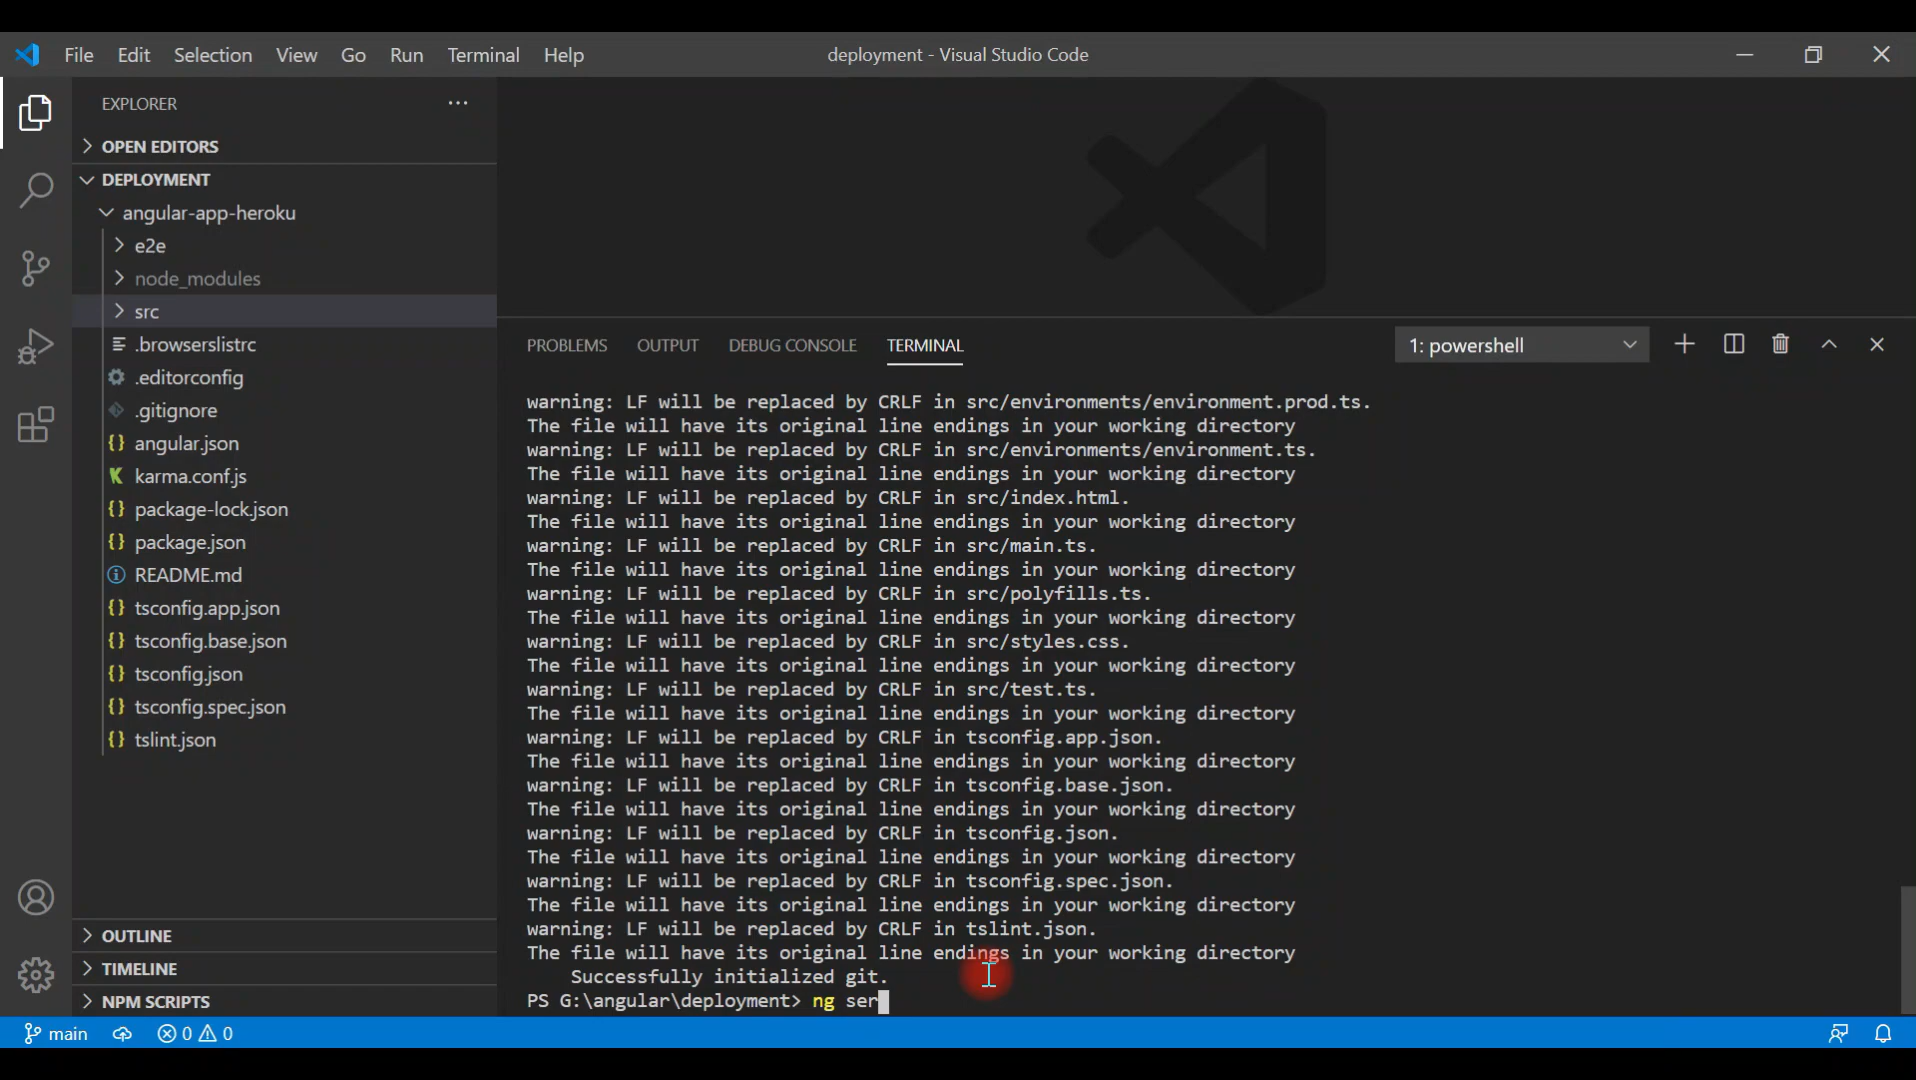 File Edit Selection View Go Run Terminal Help
deployment - Visual Studio Code
EXPLORER
OPEN EDITORS
DEPLOYMENT
angular-app-heroku
e2e
node_modules
src
.browserslistrc
.editorconfig
.gitignore
angular.json
karma.conf.js
package-lock.json
package.json
README.md
tsconfig.app.json
tsconfig.base.json
tsconfig.json
tsconfig.spec.json
tslint.json
OUTLINE
TIMELINE
NPM SCRIPTS
PROBLEMS OUTPUT DEBUG CONSOLE TERMINAL
1: powershell
warning: LF will be replaced by CRLF in src/environments/environment.prod.ts.
The file will have its original line endings in your working directory
warning: LF will be replaced by CRLF in src/environments/environment.ts.
The file will have its original line endings in your working directory
warning: LF will be replaced by CRLF in src/index.html.
The file will have its original line endings in your working directory
warning: LF will be replaced by CRLF in src/main.ts.
The file will have its original line endings in your working directory
warning: LF will be replaced by CRLF in src/polyfills.ts.
The file will have its original line endings in your working directory
warning: LF will be replaced by CRLF in src/styles.css.
The file will have its original line endings in your working directory
warning: LF will be replaced by CRLF in src/test.ts.
The file will have its original line endings in your working directory
warning: LF will be replaced by CRLF in tsconfig.app.json.
The file will have its original line endings in your working directory
warning: LF will be replaced by CRLF in tsconfig.base.json.
The file will have its original line endings in your working directory
warning: LF will be replaced by CRLF in tsconfig.json.
The file will have its original line endings in your working directory
warning: LF will be replaced by CRLF in tsconfig.spec.json.
The file will have its original line endings in your working directory
warning: LF will be replaced by CRLF in tslint.json.
The file will have its original line endings in your working directory
Successfully initialized git.
PS G:\angular\deployment> ng ser
main 0 0